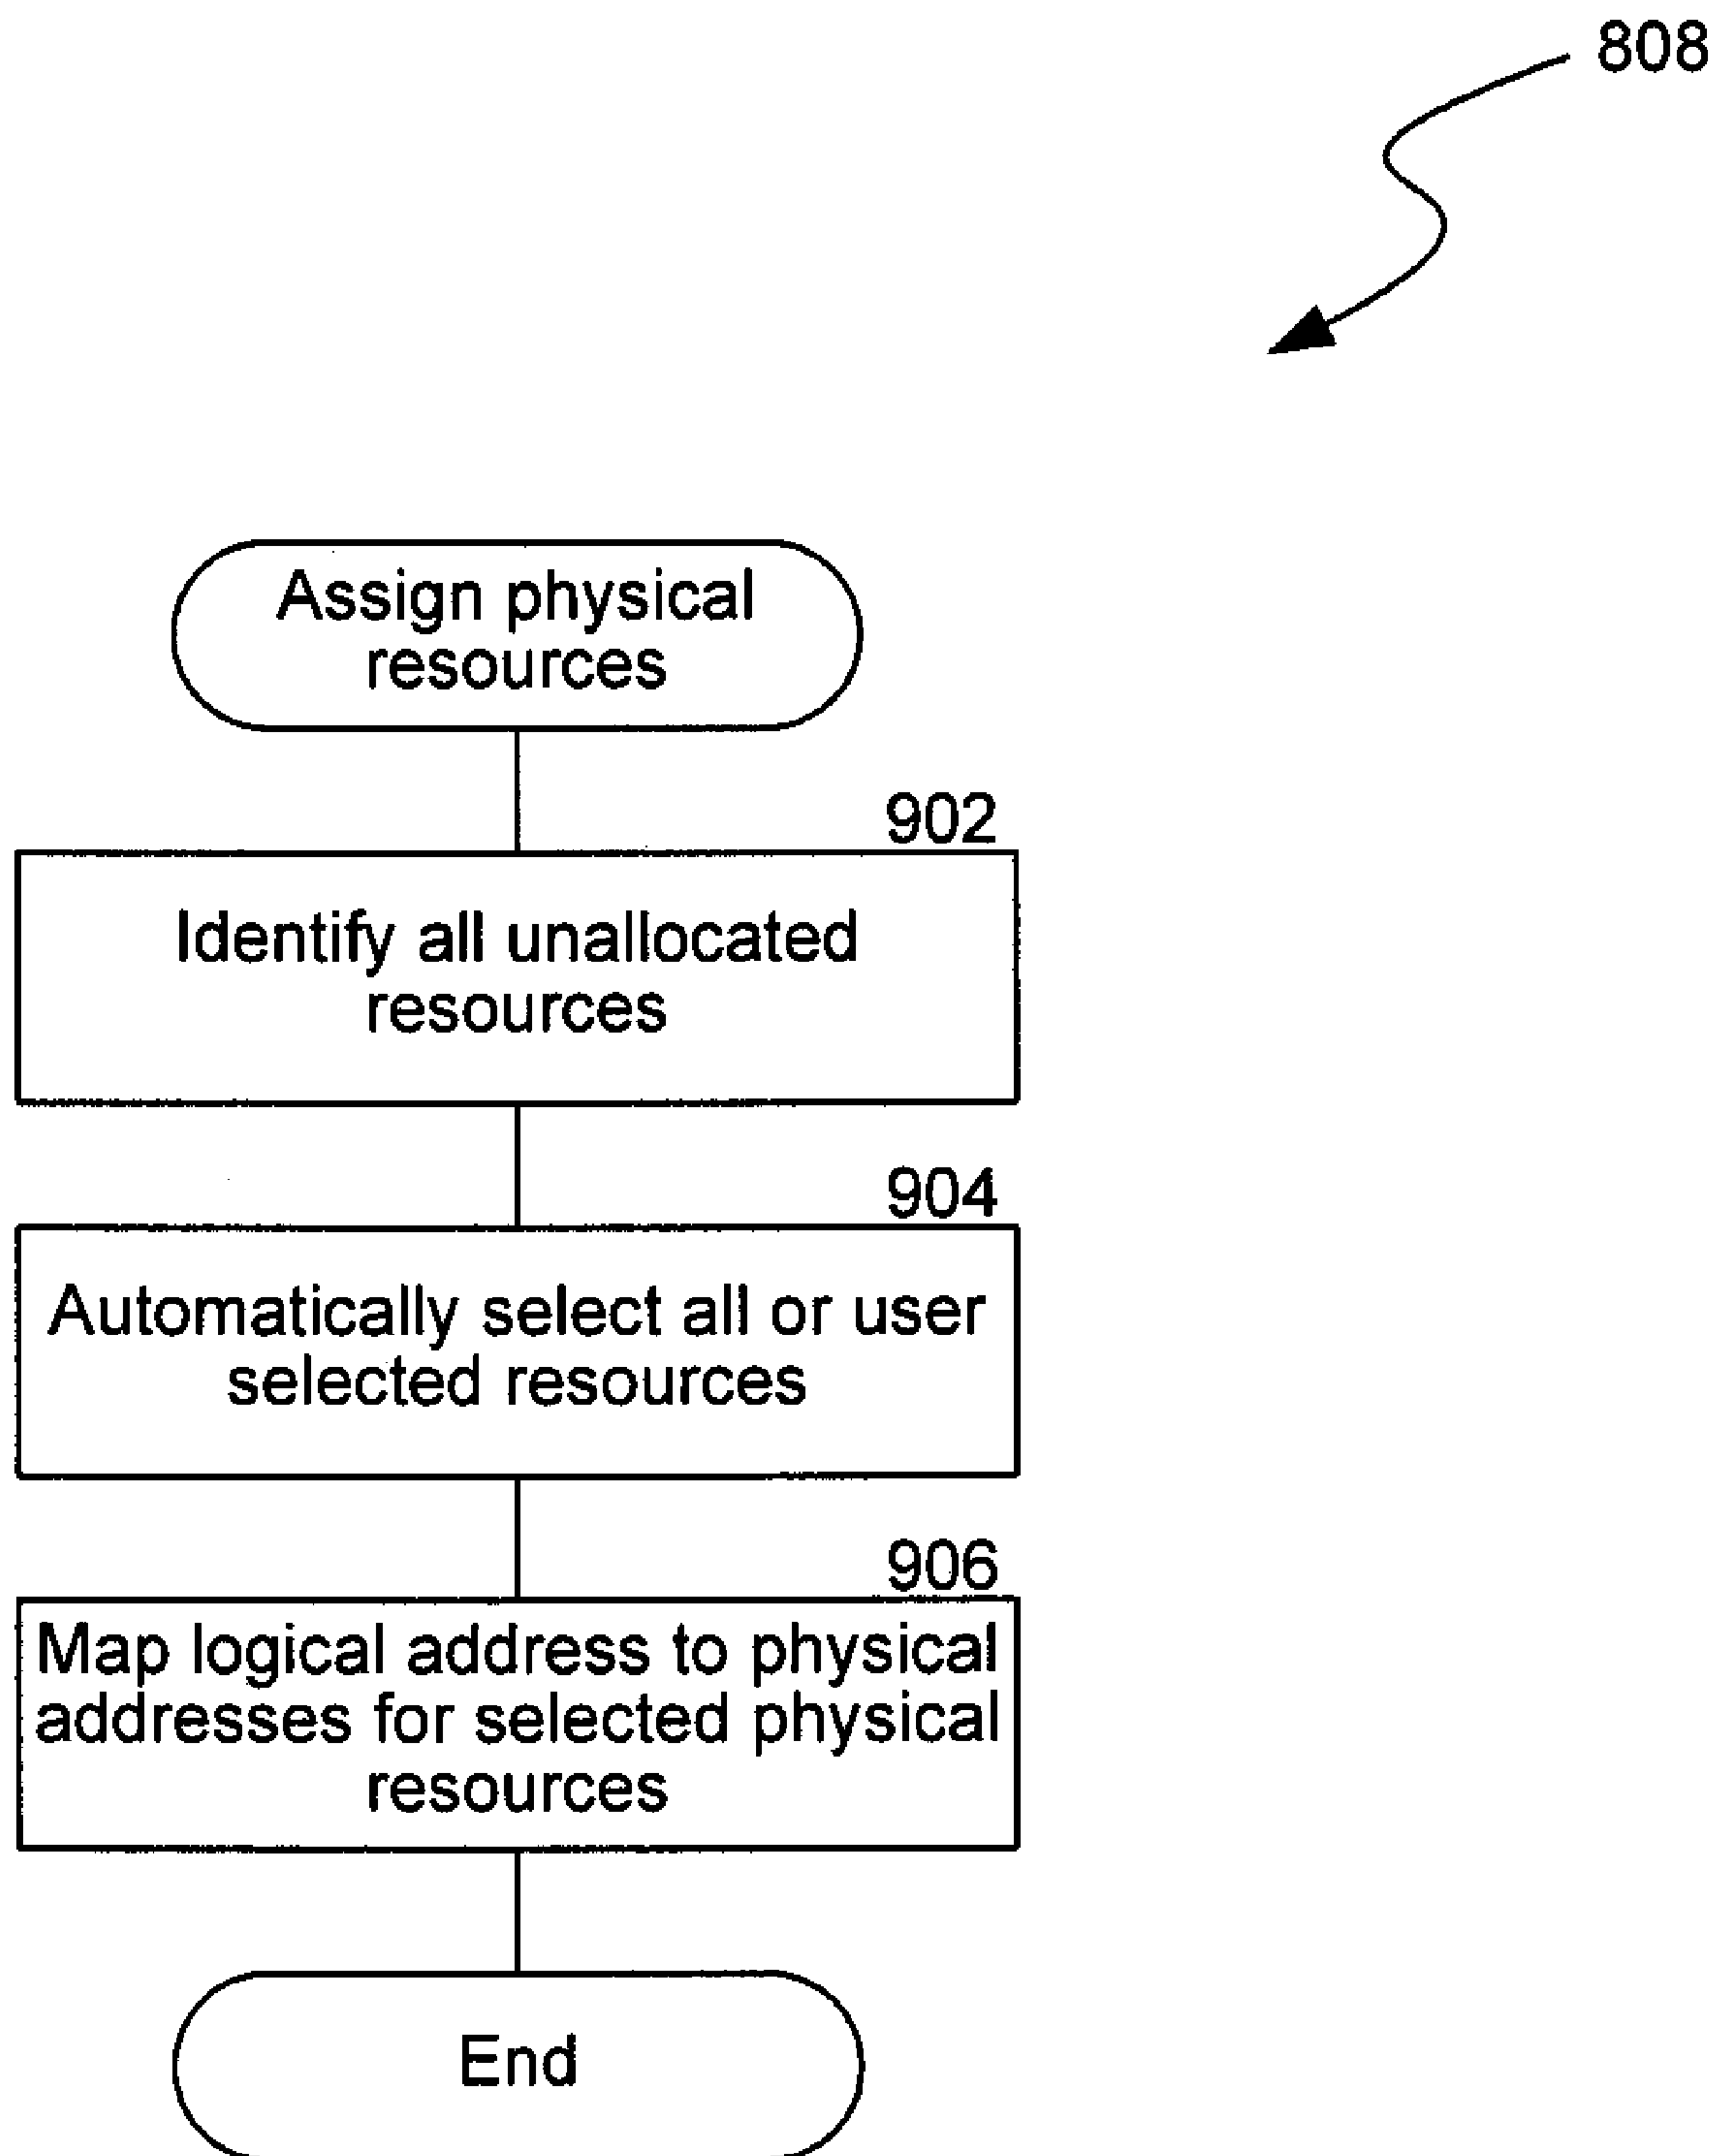 808
Assign physical
resources
902
Identify all unallocated
resources
904
Automatically select all or user
selected resources
906
Map logical address to physical
addresses for selected physical
resources
End